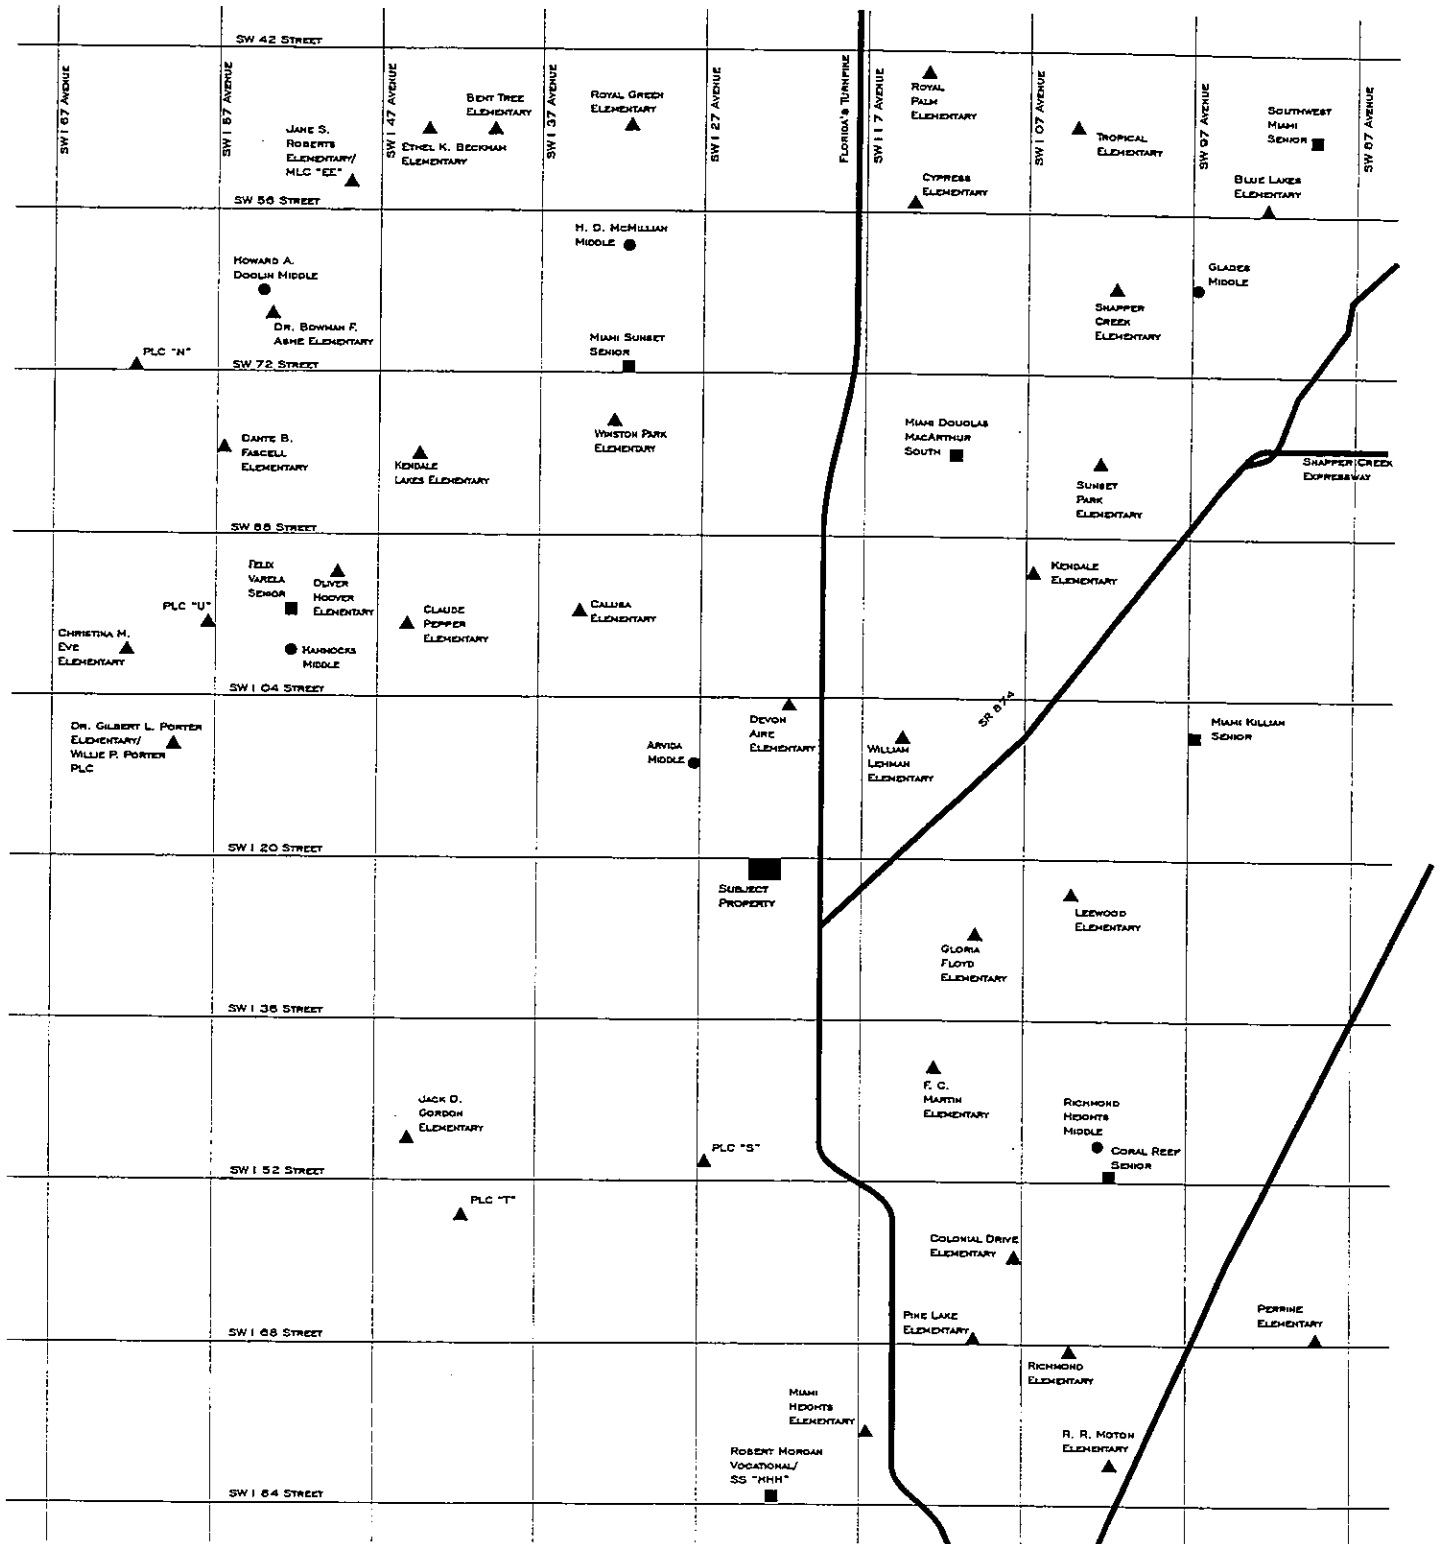 SW 42 STREET
SW 167 AVENUE
SW 157 AVENUE
SW 147 AVENUE
SW 137 AVENUE
SW 127 AVENUE
FLORIDA'S TURNPIKE
SW 117 AVENUE
SW 107 AVENUE
SW 97 AVENUE
SW 87 AVENUE
JANE S.
ROBERTS
ELEMENTARY/
MLC "EE"
ETHEL K. BECKMAN
ELEMENTARY
BENT TREE
ELEMENTARY
ROYAL GREEN
ELEMENTARY
ROYAL
PALM
ELEMENTARY
CYPRESS
ELEMENTARY
TROPICAL
ELEMENTARY
SOUTHWEST
MIAMI
SENIOR
BLUE LAKES
ELEMENTARY
SW 56 STREET
HOWARD A.
DOOLIN MIDDLE
DR. BOWMAN F.
ASHE ELEMENTARY
H. D. MCMILLIAN
MIDDLE
MIAMI SUNSET
SENIOR
SNAPPER
CREEK
ELEMENTARY
GLADES
MIDDLE
PLC "N"
SW 72 STREET
DANTE B.
FASCELL
ELEMENTARY
KENDALE
LAKES ELEMENTARY
WINSTON PARK
ELEMENTARY
MIAMI DOUGLAS
MACARTHUR
SOUTH
SUNSET
PARK
ELEMENTARY
SNAPPER CREEK
EXPRESSWAY
SW 88 STREET
FELIX
VARELA
SENIOR
OLIVER
HOOVER
ELEMENTARY
PLC "U"
CHRISTINA M.
EVE
ELEMENTARY
HAMMOCKS
MIDDLE
CLAUDE
PEPPER
ELEMENTARY
CALUSA
ELEMENTARY
KENDALE
ELEMENTARY
SW 104 STREET
DR. GILBERT L. PORTER
ELEMENTARY/
WILLIE P. PORTER
PLC
ARVIDA
MIDDLE
DEVON
AIRE
ELEMENTARY
WILLIAM
LEHMAN
ELEMENTARY
SR 874
MIAMI KILLIAN
SENIOR
SW 120 STREET
SUBJECT
PROPERTY
GLORIA
FLOYD
ELEMENTARY
LEEWOOD
ELEMENTARY
SW 136 STREET
JACK D.
GORDON
ELEMENTARY
PLC "S"
F. C.
MARTIN
ELEMENTARY
RICHMOND
HEIGHTS
MIDDLE
CORAL REEF
SENIOR
SW 152 STREET
PLC "T"
COLONIAL DRIVE
ELEMENTARY
PINE LAKE
ELEMENTARY
PERRINE
ELEMENTARY
SW 168 STREET
RICHMOND
ELEMENTARY
MIAMI
HEIGHTS
ELEMENTARY
R. R. MOTON
ELEMENTARY
ROBERT MORGAN
VOCATIONAL/
SS "HHH"
SW 184 STREET